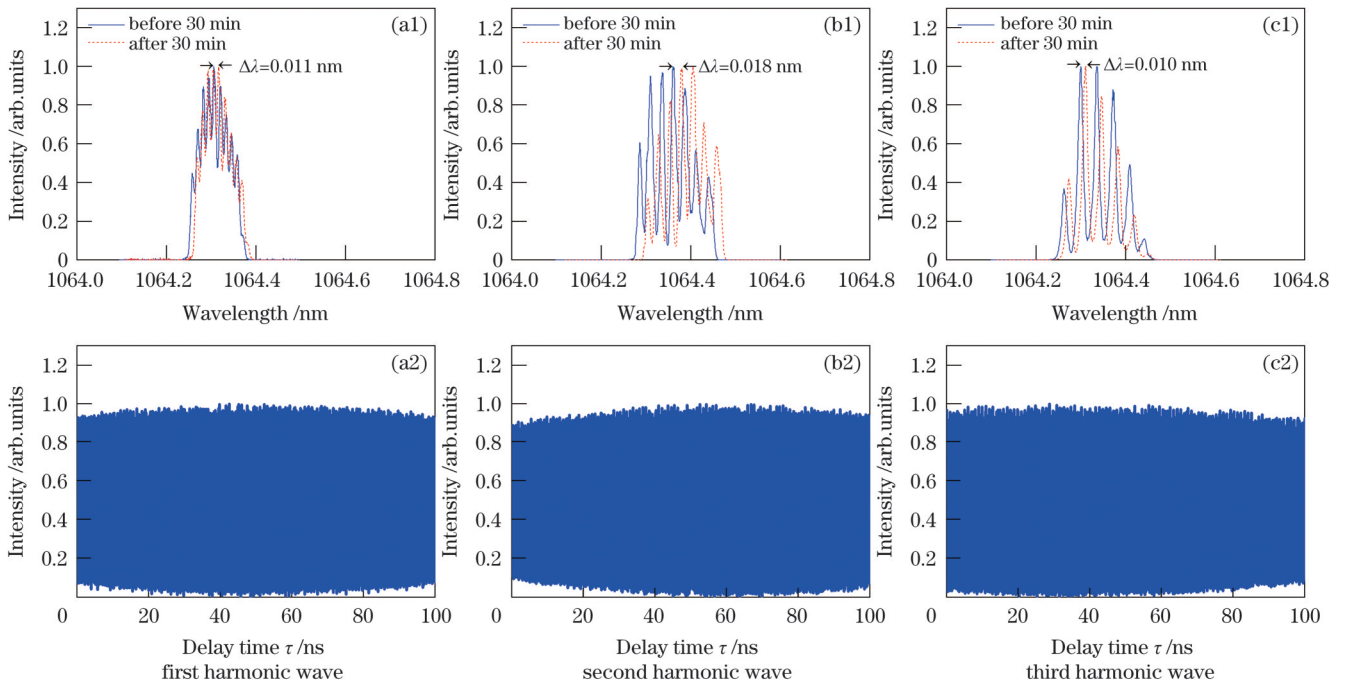 (a1)
before 30 min
after 30 min
Δλ=0.011 nm
1.2
1.0
0.8
0.6
0.4
0.2
0
Intensity /arb.units
1064.0 1064.2 1064.4 1064.6 1064.8
Wavelength /nm
(b1)
before 30 min
after 30 min
Δλ=0.018 nm
1.2
1.0
0.8
0.6
0.4
0.2
0
Intensity /arb.units
1064.0 1064.2 1064.4 1064.6 1064.8
Wavelength /nm
(c1)
before 30 min
after 30 min
Δλ=0.010 nm
1.2
1.0
0.8
0.6
0.4
0.2
0
Intensity /arb.units
1064.0 1064.2 1064.4 1064.6 1064.8
Wavelength /nm
(a2)
1.2
1.0
0.8
0.6
0.4
0.2
Intensity /arb.units
0 20 40 60 80 100
Delay time τ /ns
first harmonic wave
(b2)
1.2
1.0
0.8
0.6
0.4
0.2
Intensity /arb.units
0 20 40 60 80 100
Delay time τ /ns
second harmonic wave
(c2)
1.2
1.0
0.8
0.6
0.4
0.2
Intensity /arb.units
0 20 40 60 80 100
Delay time τ /ns
third harmonic wave